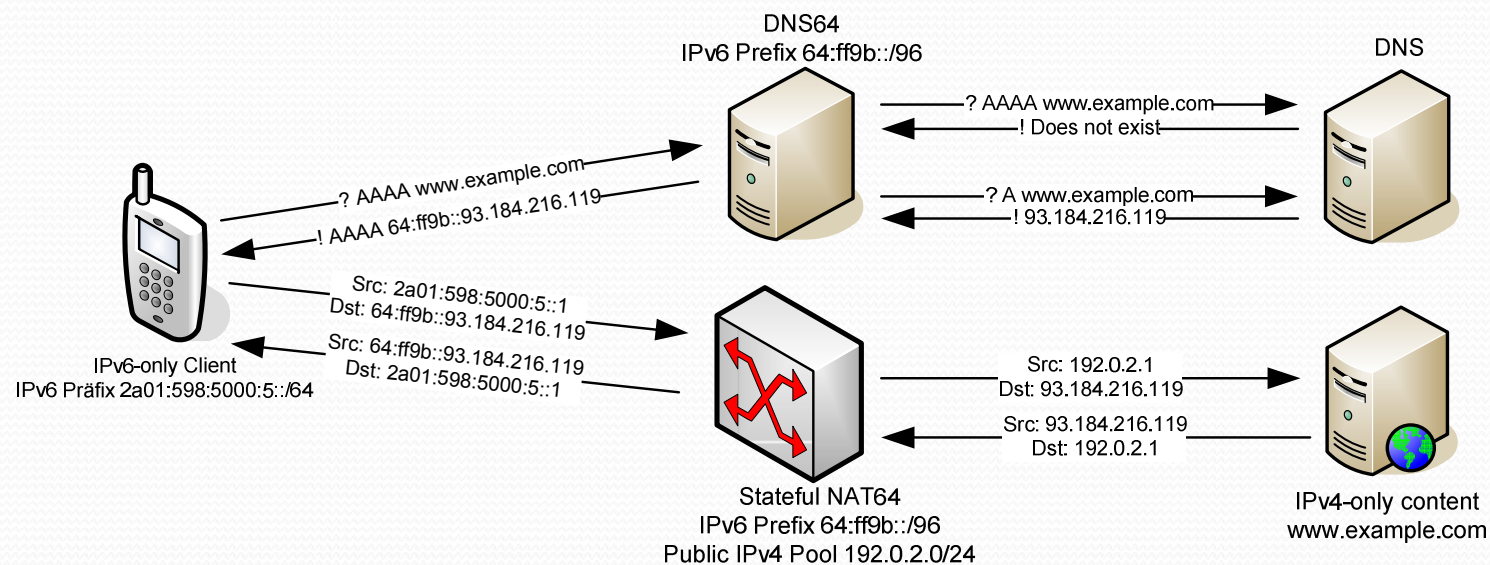 DNS64
IPv6 Prefix 64:ff9b::/96
DNS
? AAAA www.example.com
! Does not exist
? A www.example.com
! 93.184.216.119
? AAAA www.example.com
! AAAA 64:ff9b::93.184.216.119
Src: 2a01:598:5000:5::1
Dst: 64:ff9b::93.184.216.119
Src: 64:ff9b::93.184.216.119
Dst: 2a01:598:5000:5::1
IPv6-only Client
IPv6 Präfix 2a01:598:5000:5::/64
Src: 192.0.2.1
Dst: 93.184.216.119
Src: 93.184.216.119
Dst: 192.0.2.1
Stateful NAT64
IPv6 Prefix 64:ff9b::/96
Public IPv4 Pool 192.0.2.0/24
IPv4-only content
www.example.com